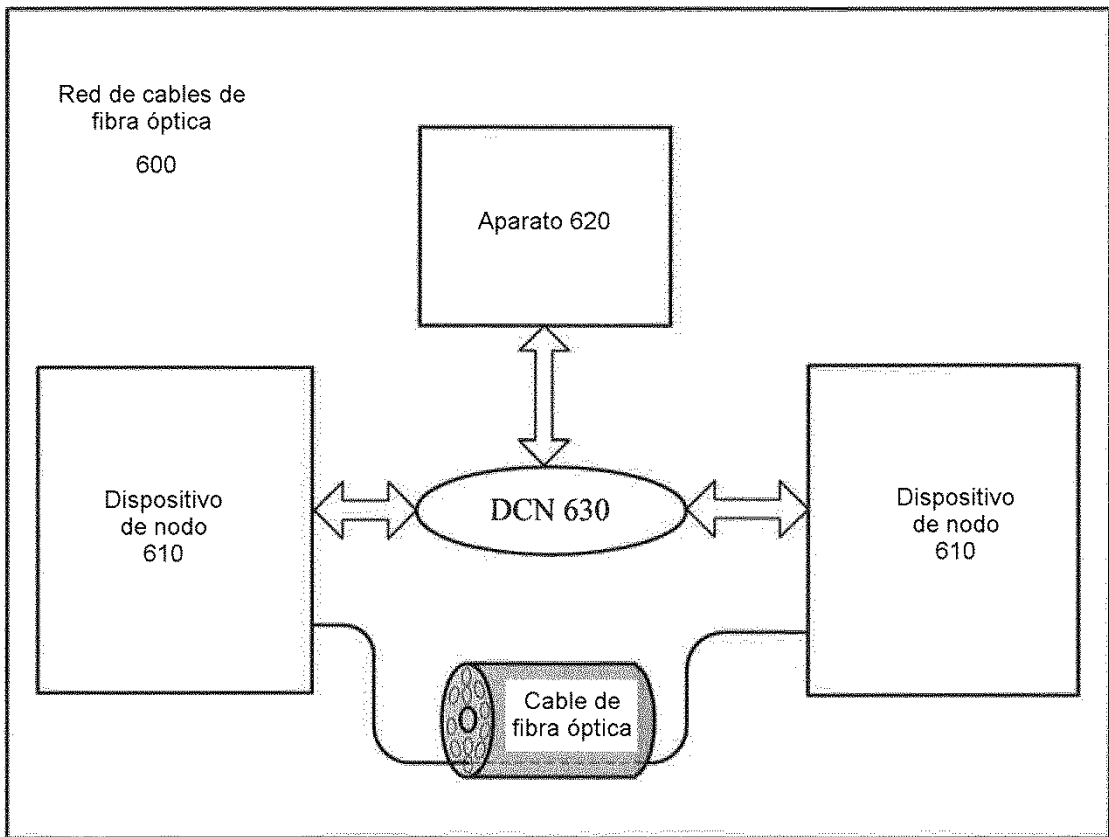 Red de cables de
fibra óptica
600
Aparato 620
Dispositivo
de nodo
610
DCN 630
Dispositivo
de nodo
610
Cable de
fibra óptica